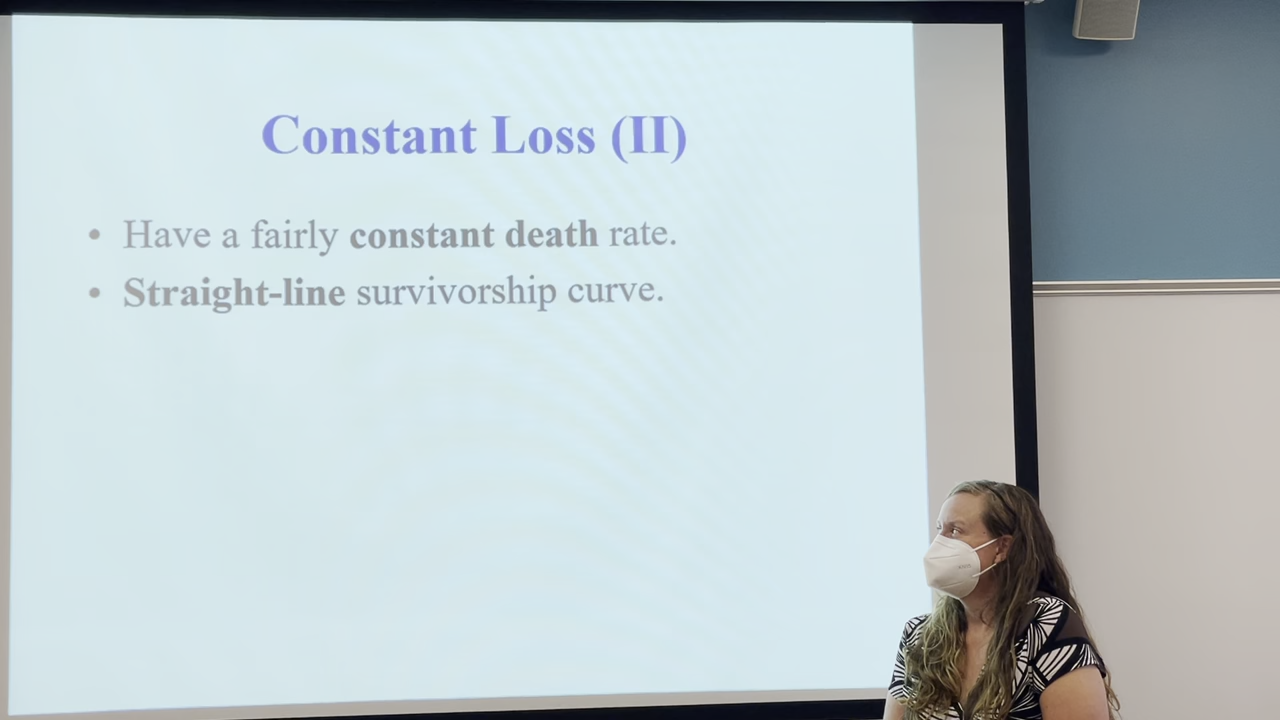 Constant Loss (II)
• Have a fairly constant death rate.
• Straight-line survivorship curve.